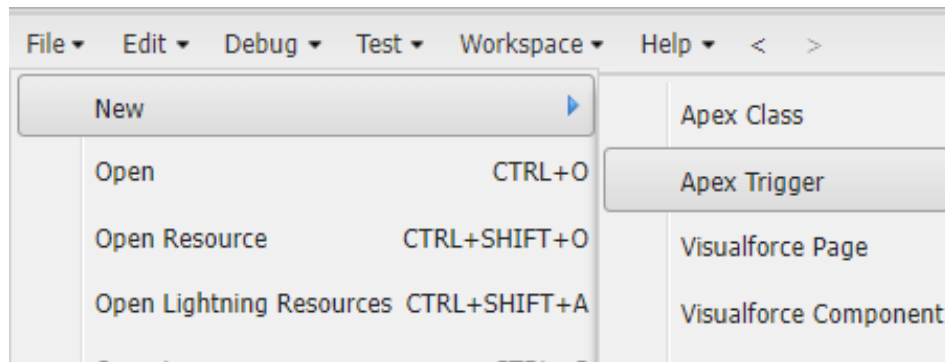 File Edit Debug Test Workspace Help < >
New
Apex Class
Open CTRL+O
Apex Trigger
Open Resource CTRL+SHIFT+O
Visualforce Page
Open Lightning Resources CTRL+SHIFT+A
Visualforce Component